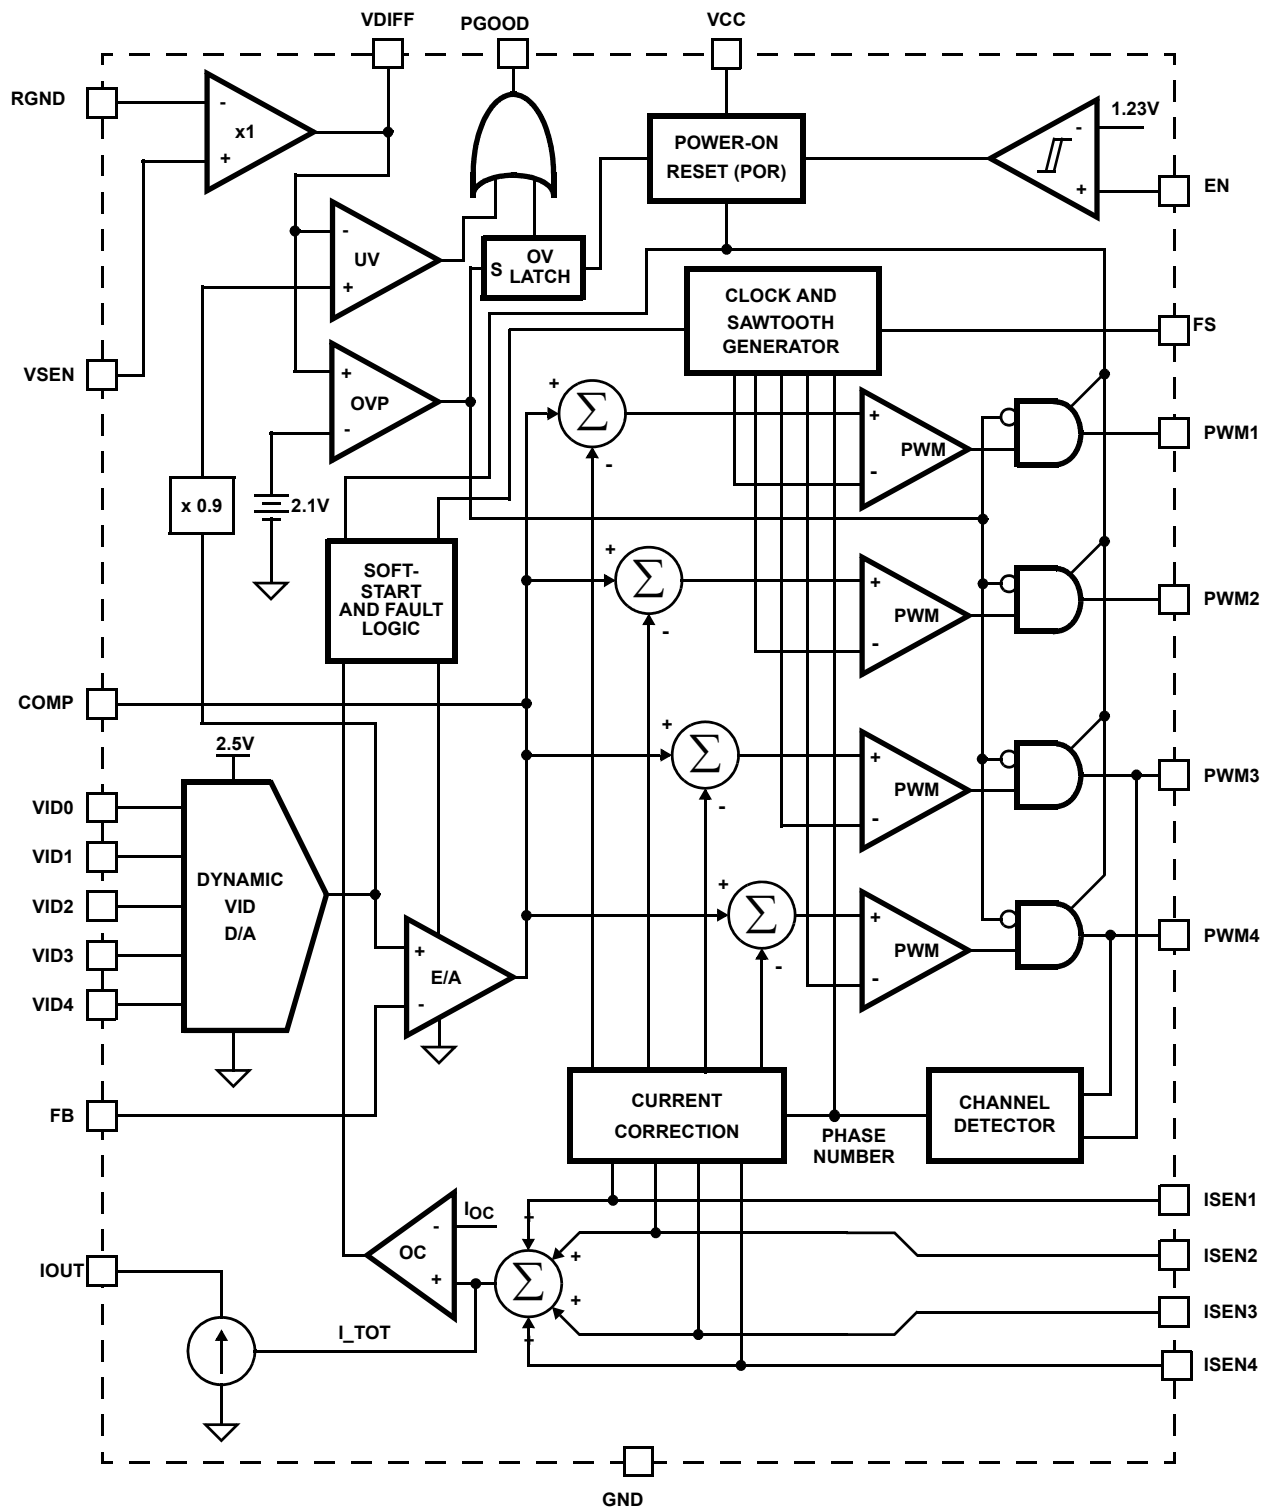 VDIFF
PGOOD
VCC
RGND
-
x1
+
POWER-ON
RESET (POR)
1.23V
-
+
EN
-
UV
+
S
OV
LATCH
CLOCK AND
SAWTOOTH
GENERATOR
FS
VSEN
+
OVP
-
+
Σ
-
+
PWM
-
PWM1
x 0.9
2.1V
SOFT-
START
AND FAULT
LOGIC
+
Σ
-
+
PWM
-
PWM2
COMP
2.5V
+
Σ
-
+
PWM
-
PWM3
VID0
VID1
VID2
VID3
VID4
DYNAMIC
VID
D/A
+
E/A
-
+
Σ
-
+
PWM
-
PWM4
FB
CURRENT
CORRECTION
PHASE
NUMBER
CHANNEL
DETECTOR
ISEN1
IOC
-
OC
+
+
+
Σ
+
+
ISEN2
IOUT
ISEN3
I_TOT
ISEN4
GND